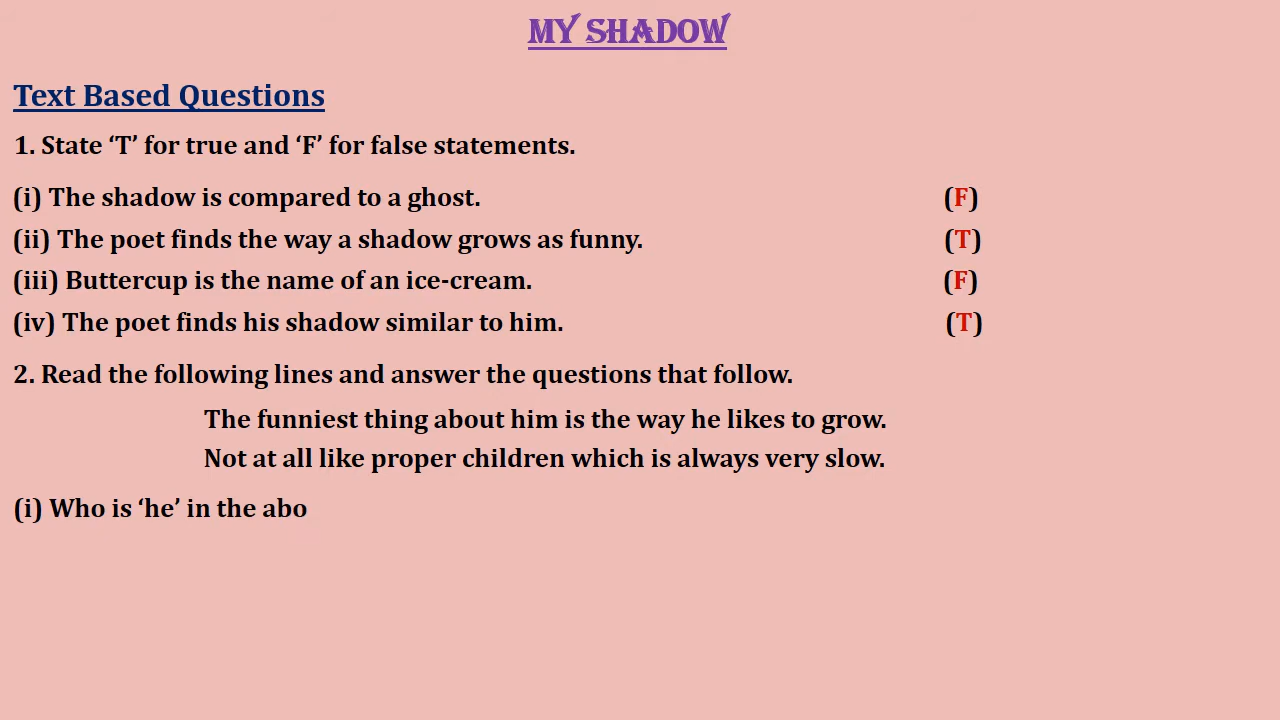 MY SHADOW
Text Based Questions
1. State ‘T’ for true and ‘F’ for false statements.
(i) The shadow is compared to a ghost. (F)
(ii) The poet finds the way a shadow grows as funny. (T)
(iii) Buttercup is the name of an ice-cream. (F)
(iv) The poet finds his shadow similar to him. (T)
2. Read the following lines and answer the questions that follow.
The funniest thing about him is the way he likes to grow.
Not at all like proper children which is always very slow.
(i) Who is ‘he’ in the abo